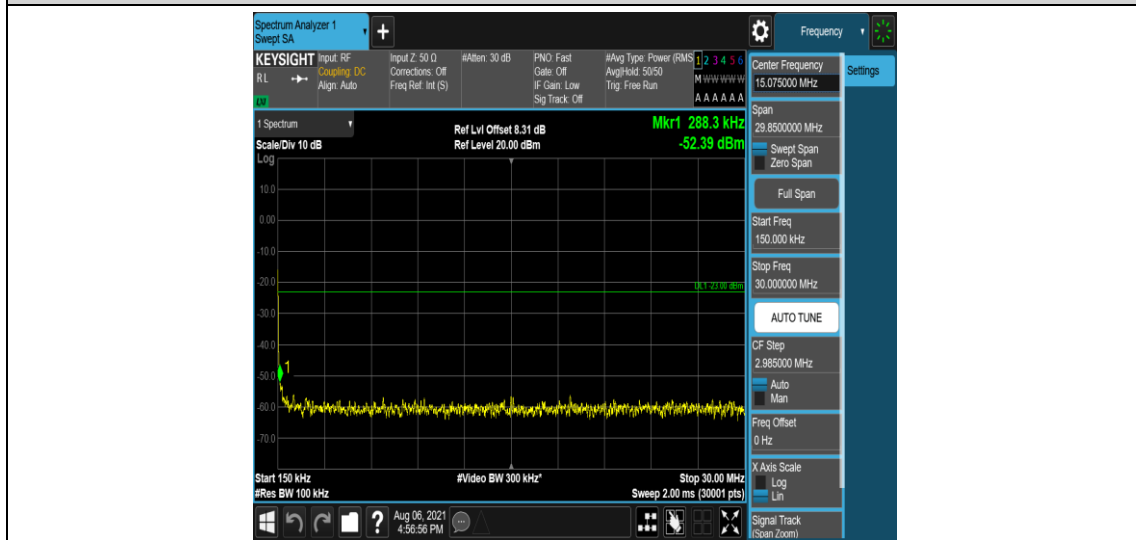 Spectrum Analyzer 1
Swept SA
+
Frequency
KEYSIGHT
RL
Input: RF
Coupling: DC
Align: Auto
Input Z: 50 Ω
Corrections: Off
Freq Ref: Int (S)
#Atten: 30 dB
PNO: Fast
Gate: Off
IF Gain: Low
Sig Track: Off
#Avg Type: Power (RMS
Avg|Hold: 50/50
Trig: Free Run
1 2 3 4 5 6
M W W W W W
A A A A A A
Center Frequency
15.075000 MHz
Settings
Span
29.8500000 MHz
Swept Span
Zero Span
Full Span
Start Freq
150.000 kHz
Stop Freq
30.000000 MHz
AUTO TUNE
CF Step
2.985000 MHz
Auto
Man
Freq Offset
0 Hz
X Axis Scale
Log
Lin
Signal Track
(Span Zoom)
1 Spectrum
Scale/Div 10 dB
Ref Lvl Offset 8.31 dB
Ref Level 20.00 dBm
Mkr1 288.3 kHz
-52.39 dBm
Log
10.0
0.00
-10.0
-20.0
DL1 -23.00 dBm
-30.0
-40.0
1
-50.0
-60.0
-70.0
Start 150 kHz
#Res BW 100 kHz
#Video BW 300 kHz*
Stop 30.00 MHz
Sweep 2.00 ms (30001 pts)
?
Aug 06, 2021
4:56:56 PM